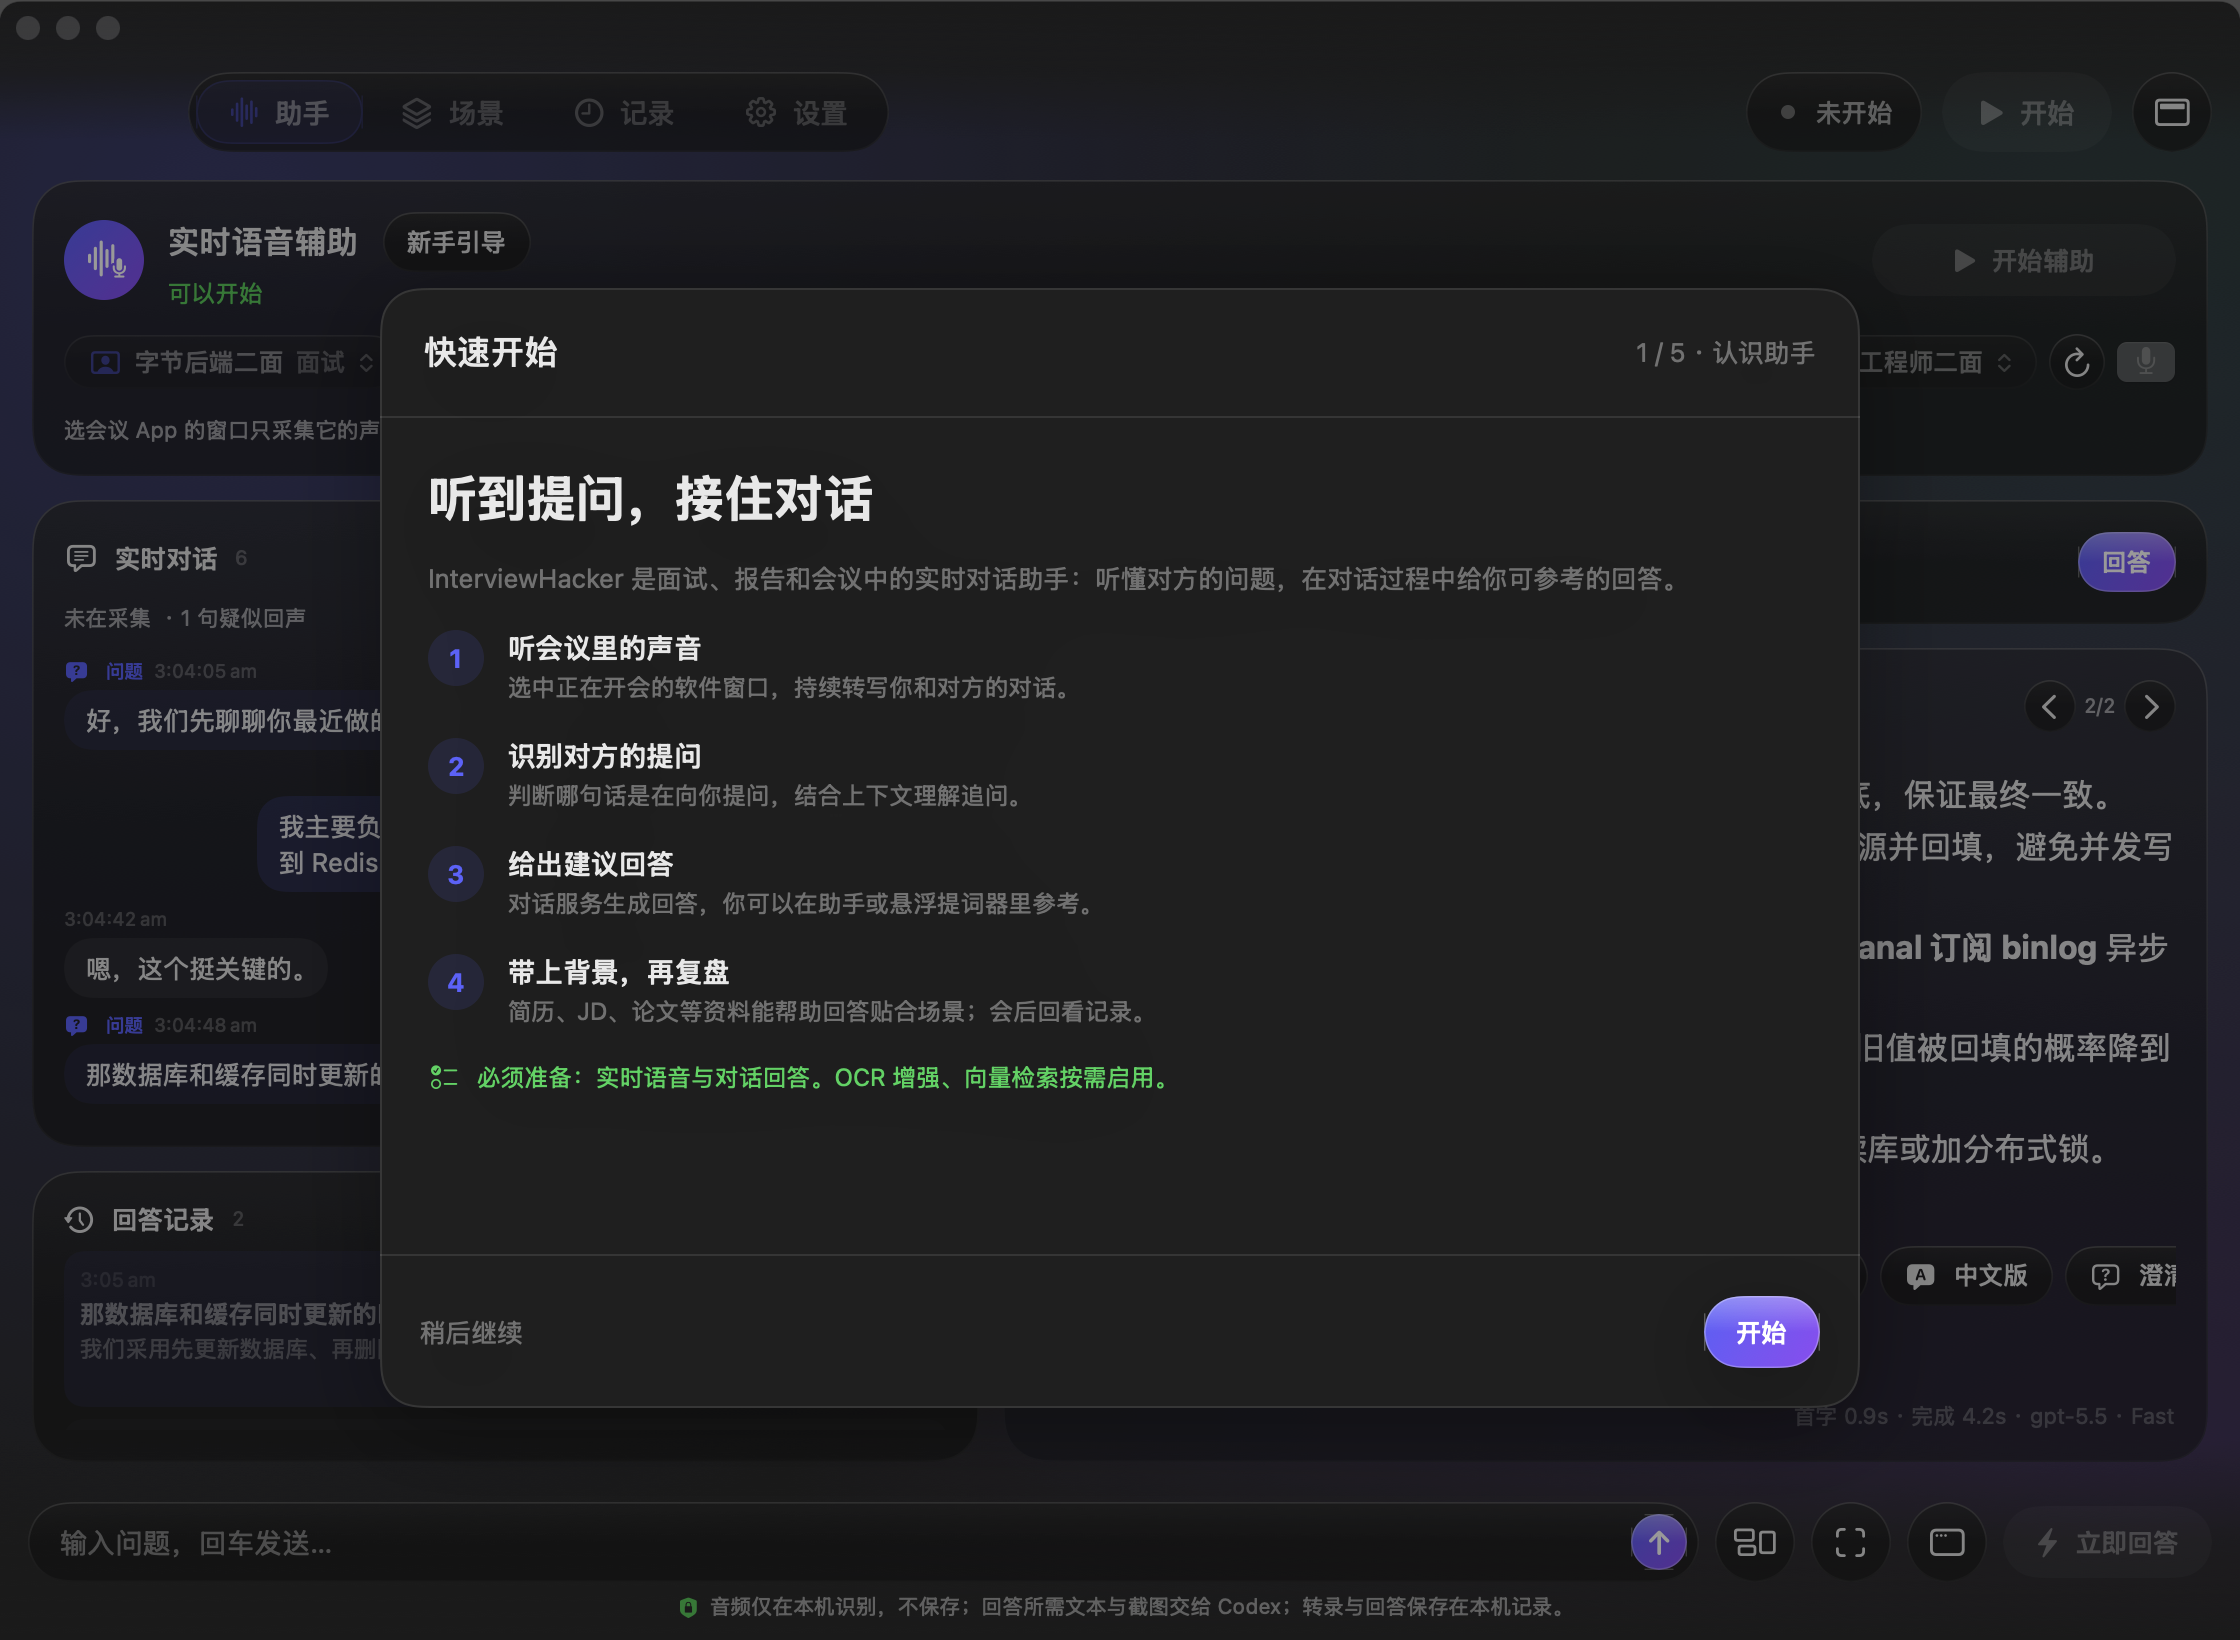 助手
场景
记录
设置
未开始
开始
实时语音辅助
新手引导
可以开始
开始辅助
字节后端二面 面试
工程师二面
选会议 App 的窗口只采集它的声
快速开始
1 / 5 · 认识助手
听到提问，接住对话
InterviewHacker 是面试、报告和会议中的实时对话助手：听懂对方的问题，在对话过程中给你可参考的回答。
1
听会议里的声音
选中正在开会的软件窗口，持续转写你和对方的对话。
2
识别对方的提问
判断哪句话是在向你提问，结合上下文理解追问。
3
给出建议回答
对话服务生成回答，你可以在助手或悬浮提词器里参考。
4
带上背景，再复盘
简历、JD、论文等资料能帮助回答贴合场景；会后回看记录。
必须准备：实时语音与对话回答。OCR 增强、向量检索按需启用。
稍后继续
开始
实时对话 6
未在采集 · 1 句疑似回声
问题 3:04:05 am
好，我们先聊聊你最近做的
我主要负
到 Redis
3:04:42 am
嗯，这个挺关键的。
问题 3:04:48 am
那数据库和缓存同时更新的
回答记录 2
3:05 am
那数据库和缓存同时更新的
我们采用先更新数据库、再删
回答
2/2
，保证最终一致。
源并回填，避免并发写
anal 订阅 binlog 异步
旧值被回填的概率降到
库或加分布式锁。
中文版
澄清
首字 0.9s · 完成 4.2s · gpt-5.5 · Fast
输入问题，回车发送...
立即回答
音频仅在本机识别，不保存；回答所需文本与截图交给 Codex；转录与回答保存在本机记录。